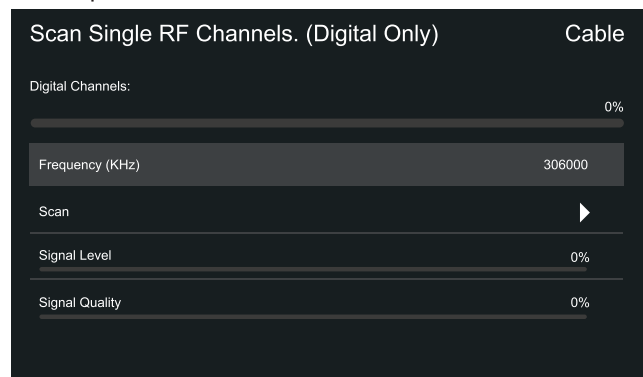 Scan Single RF Channels. (Digital Only) Cable
Digital Channels:
0%
Frequency (KHz) 306000
Scan
Signal Level 0%
Signal Quality 0%